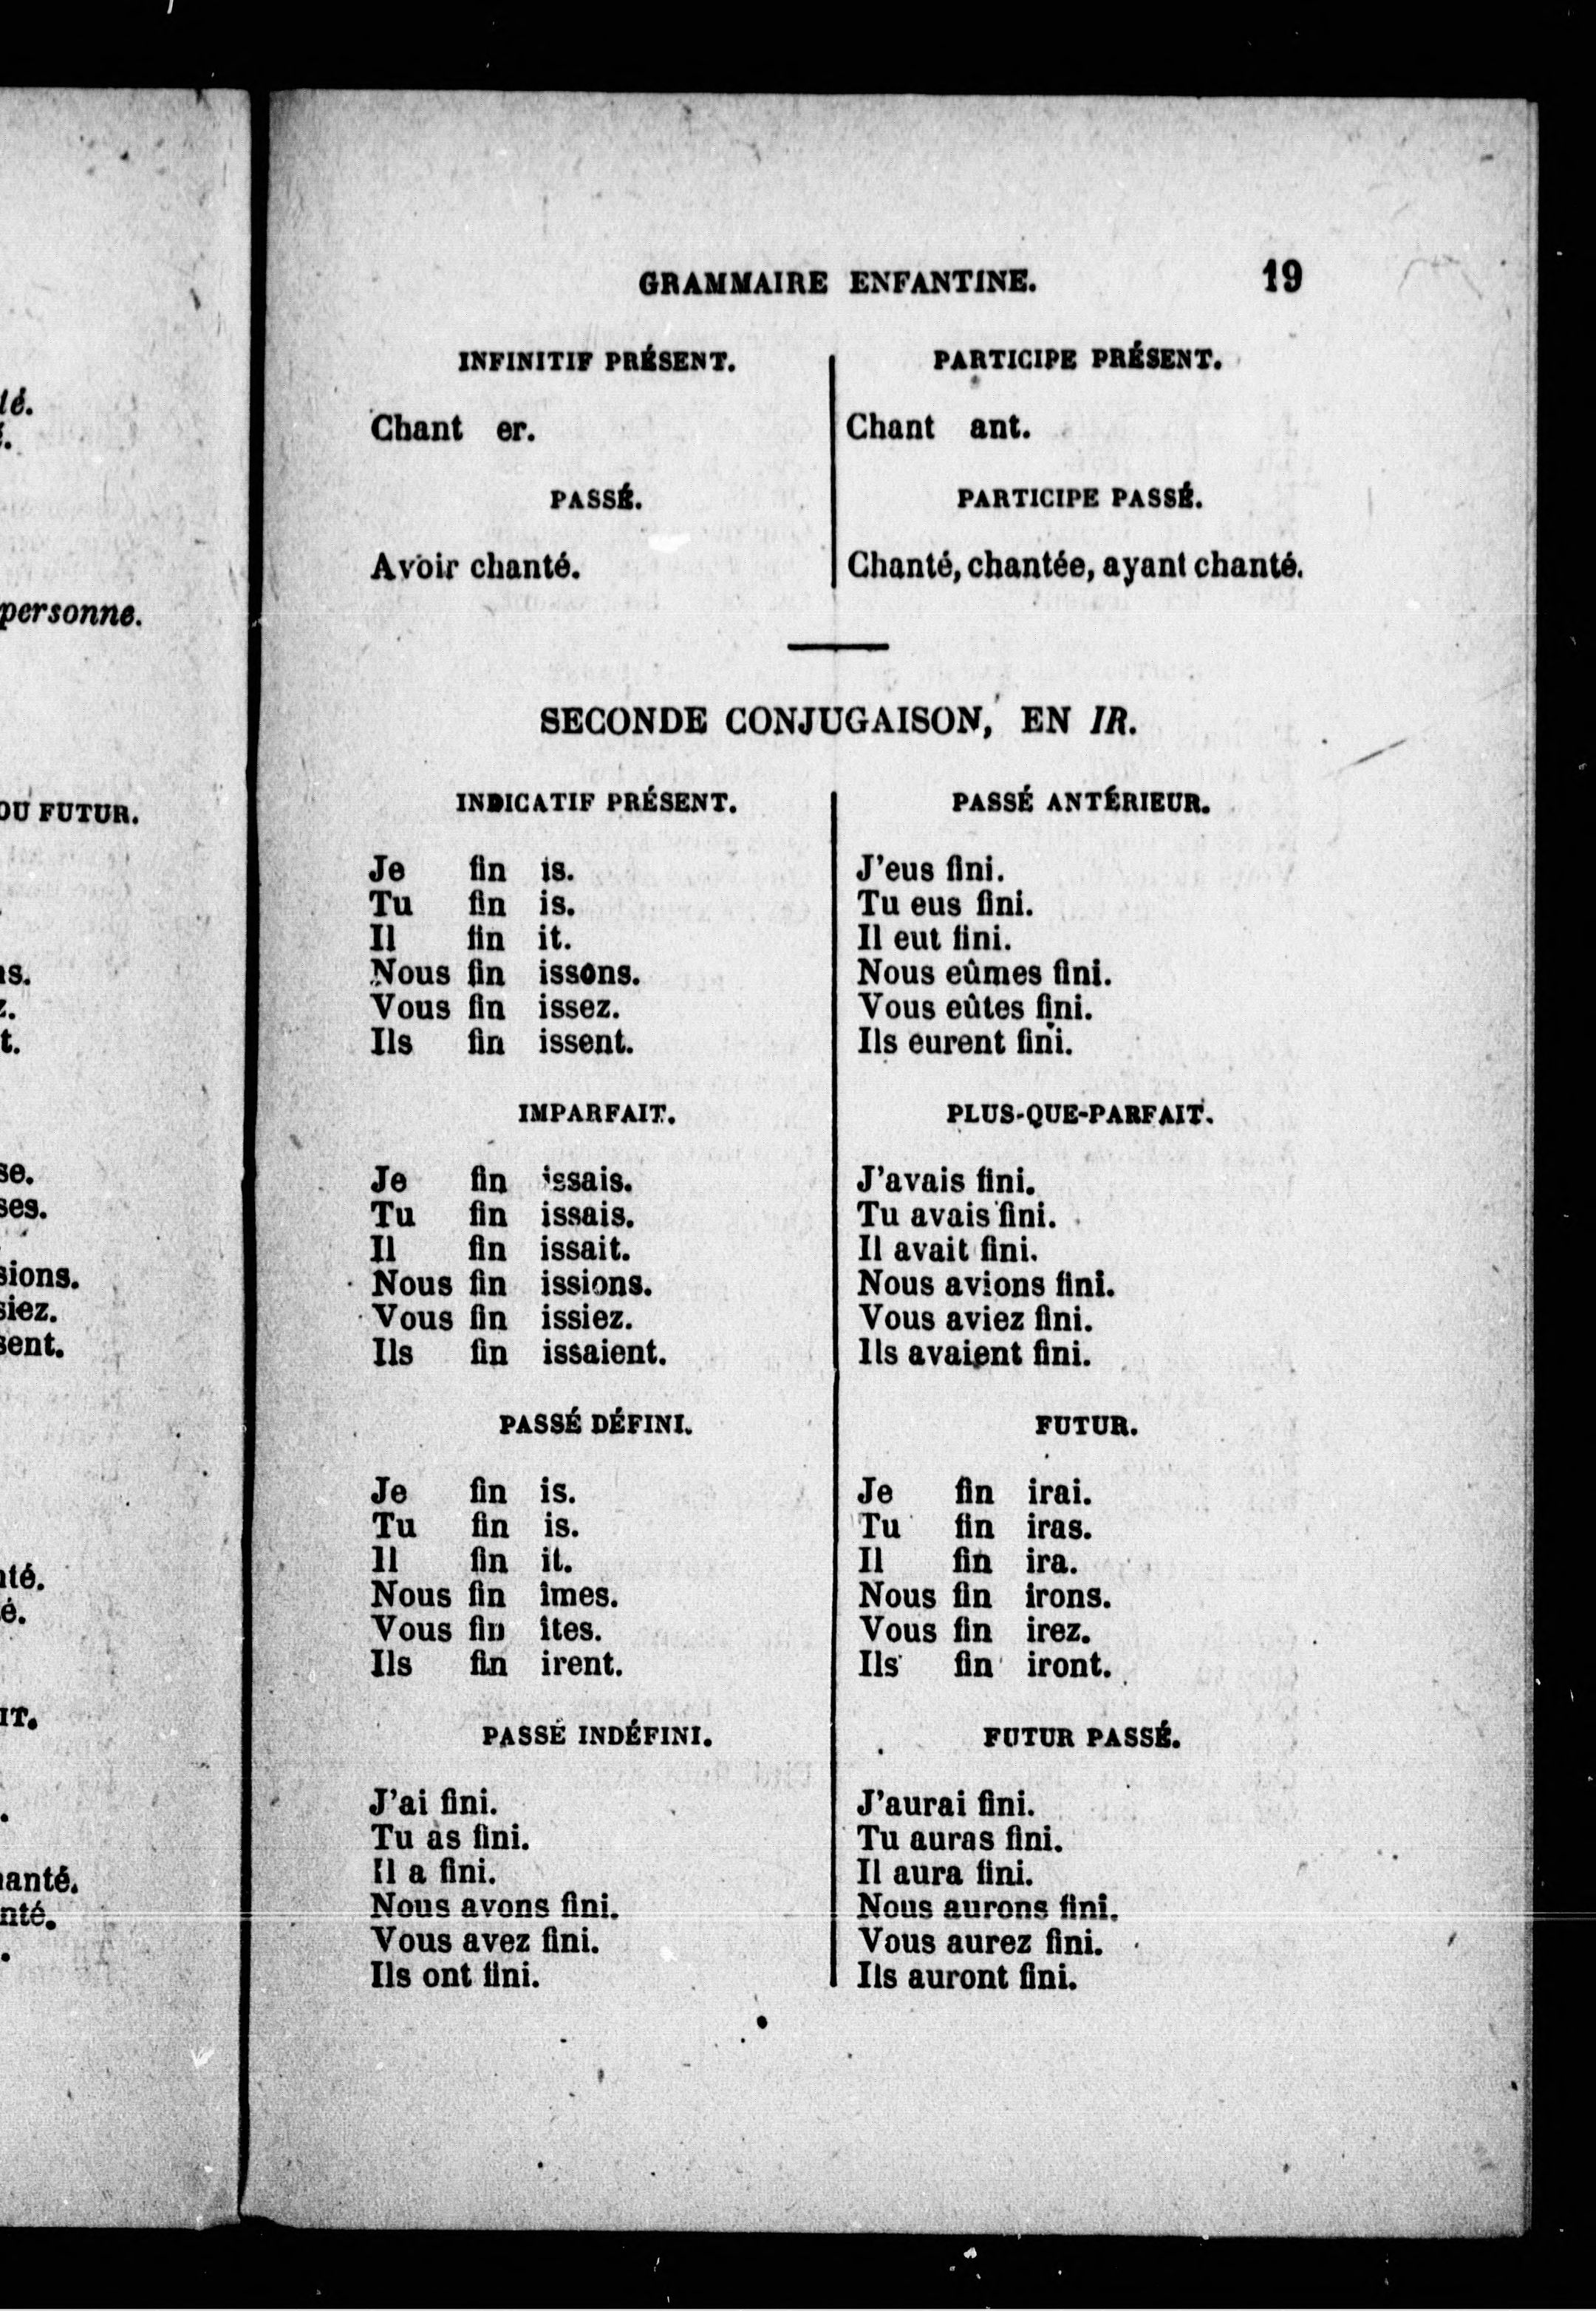 GRAMMAIRE ENFANTINE. 19
INFINITIF PRÉSENT.
Chant er.
PASSÉ.
Avoir chanté.
PARTICIPE PRÉSENT.
Chant ant.
PARTICIPE PASSÉ.
Chanté, chantée, ayant chanté.
SECONDE CONJUGAISON, EN IR.
INDICATIF PRÉSENT.
Je fin is.
Tu fin is.
Il fin it.
Nous fin issons.
Vous fin issez.
Ils fin issent.
IMPARFAIT.
Je fin issais.
Tu fin issais.
Il fin issait.
Nous fin issions.
Vous fin issiez.
Ils fin issaient.
PASSÉ DÉFINI.
Je fin is.
Tu fin is.
Il fin it.
Nous fin îmes.
Vous fin îtes.
Ils fin irent.
PASSÉ INDÉFINI.
J'ai fini.
Tu as fini.
Il a fini.
Nous avons fini.
Vous avez fini.
Ils ont fini.
PASSÉ ANTÉRIEUR.
J'eus fini.
Tu eus fini.
Il eut fini.
Nous eûmes fini.
Vous eûtes fini.
Ils eurent fini.
PLUS-QUE-PARFAIT.
J'avais fini.
Tu avais fini.
Il avait fini.
Nous avions fini.
Vous aviez fini.
Ils avaient fini.
FUTUR.
Je fin irai.
Tu fin iras.
Il fin ira.
Nous fin irons.
Vous fin irez.
Ils fin iront.
FUTUR PASSÉ.
J'aurai fini.
Tu auras fini.
Il aura fini.
Nous aurons fini.
Vous aurez fini.
Ils auront fini.
personne.
OU FUTUR.